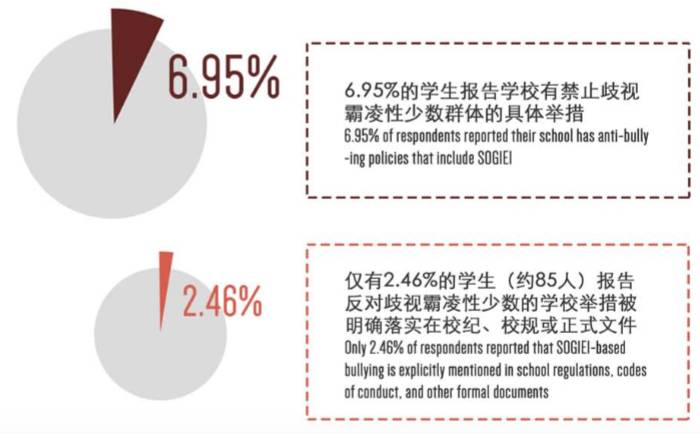 6.95%
6.95%的学生报告学校有禁止歧视
霸凌性少数群体的具体举措
6.95% of respondents reported their school has anti-bully
-ing policies that include SOGIEI
2.46%
仅有2.46%的学生（约85人）报告
反对歧视霸凌性少数的学校举措被
明确落实在校纪、校规或正式文件
Only 2.46% of respondents reported that SOGIEI-based
bullying is explicitly mentioned in school regulations, codes
of conduct, and other formal documents